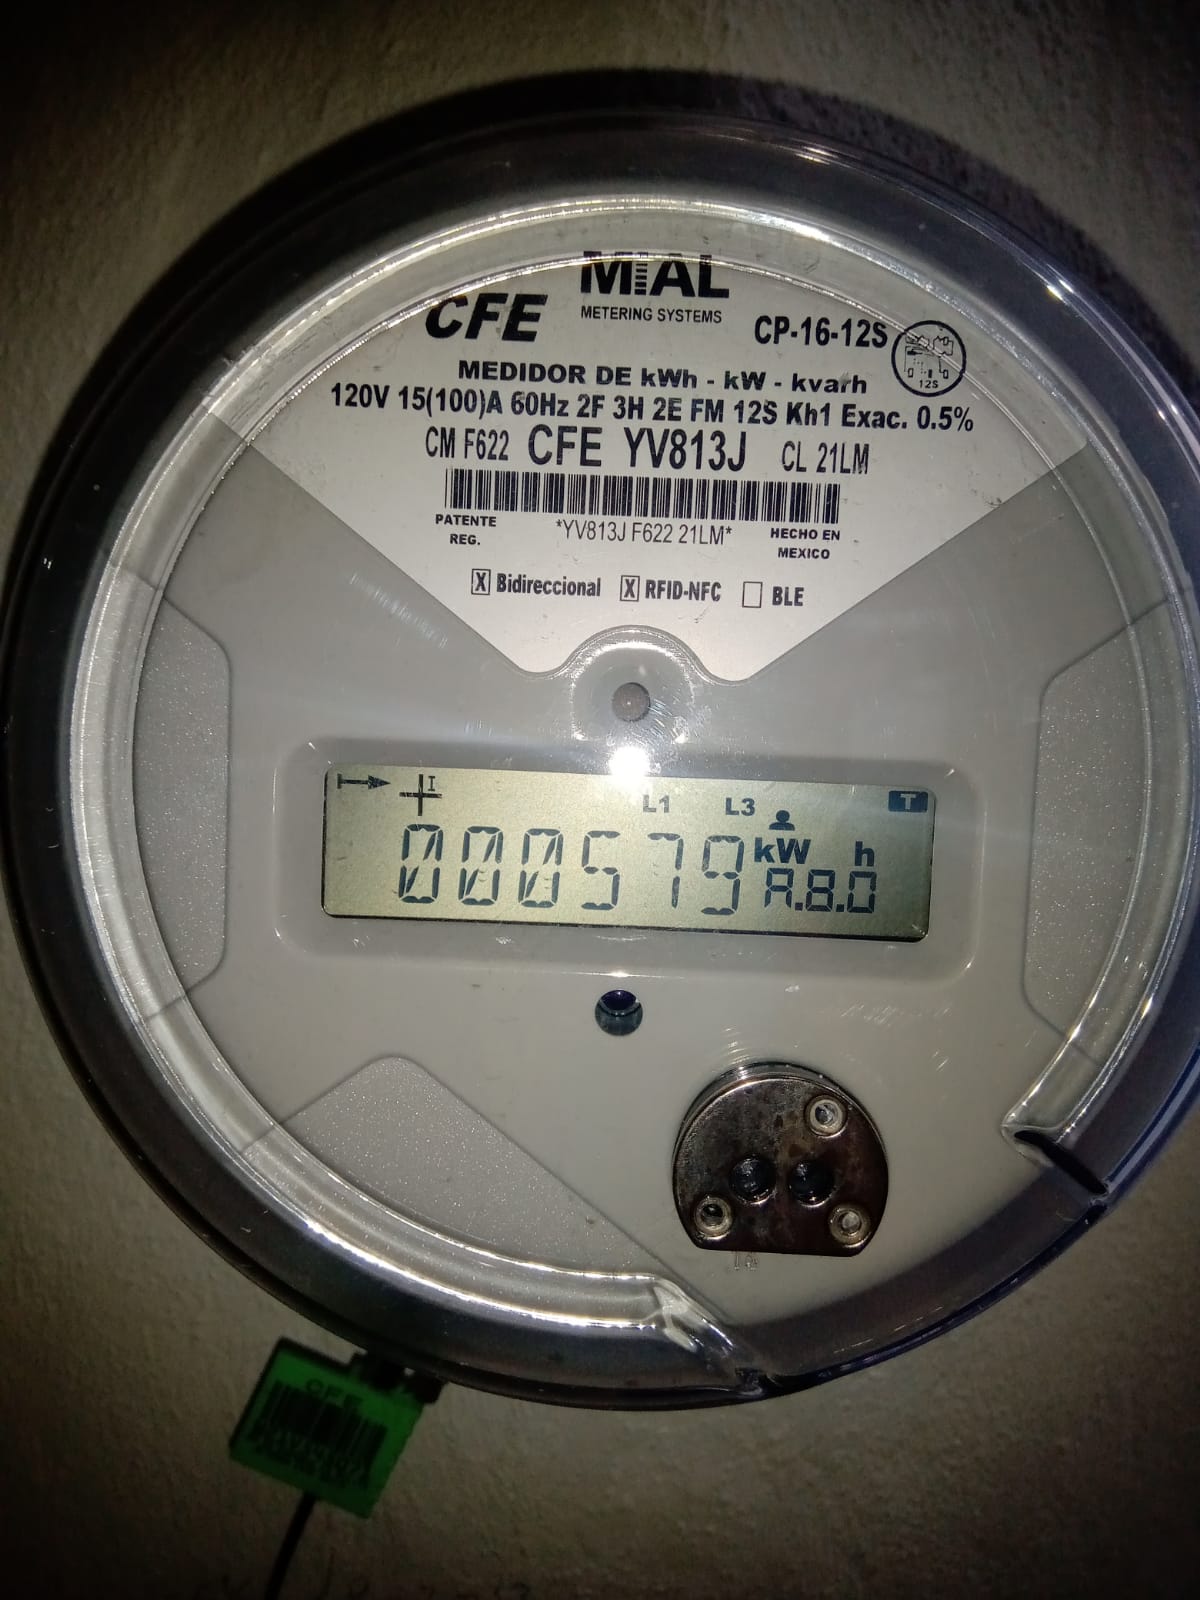 MIAL
CFE METERING SYSTEMS CP-16-12S
12S
MEDIDOR DE kWh - kW - kvarh
120V 15(100)A 60Hz 2F 3H 2E FM 12S Kh1 Exac. 0.5%
CM F622 CFE YV813J CL 21LM
PATENTE REG. *YV813J F622 21LM* HECHO EN MEXICO
X Bidireccional X RFID-NFC BLE
L1 L3 T
000579 kW h
A.8.0
CFE